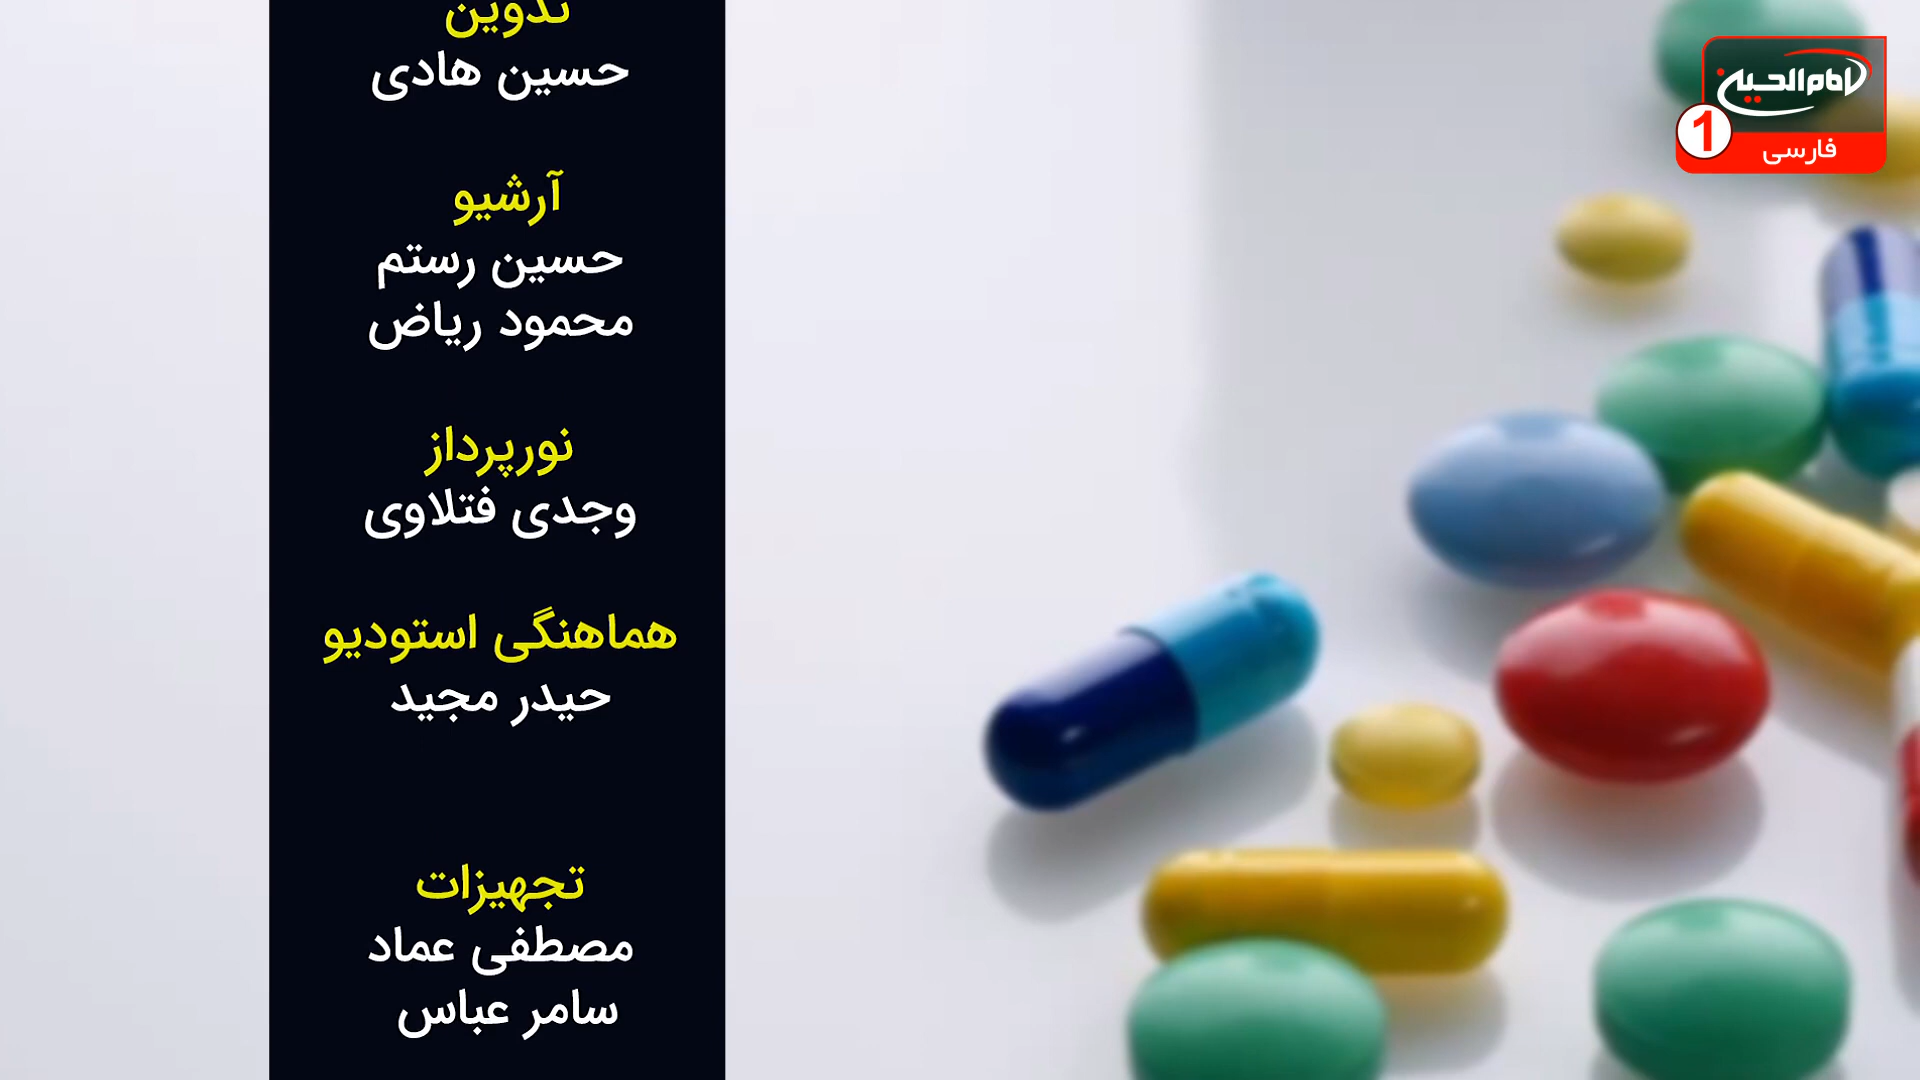 تدوین
حسین هادی
آرشیو
حسین رستم
محمود ریاض
نورپرداز
وجدی فتلاوی
هماهنگی استودیو
حیدر مجید
تجهیزات
مصطفی عماد
سامر عباس
امام الحسین
1
فارسی